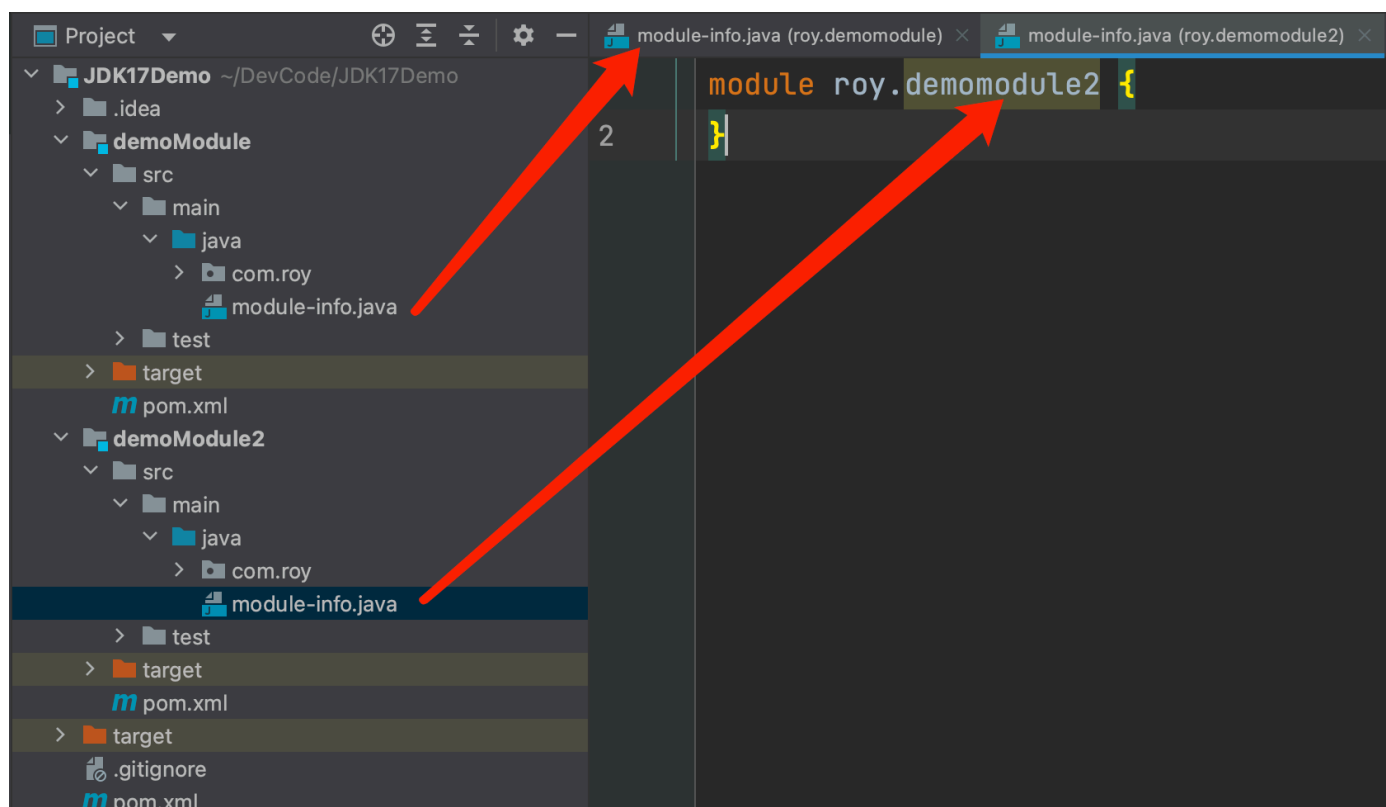 Project
JDK17Demo ~/DevCode/JDK17Demo
.idea
demoModule
src
main
java
com.roy
module-info.java
test
target
m pom.xml
demoModule2
src
main
java
com.roy
module-info.java
test
target
m pom.xml
target
.gitignore
m pom.xml
module-info.java (roy.demomodule) module-info.java (roy.demomodule2)
module roy.demomodule2 {
2 }